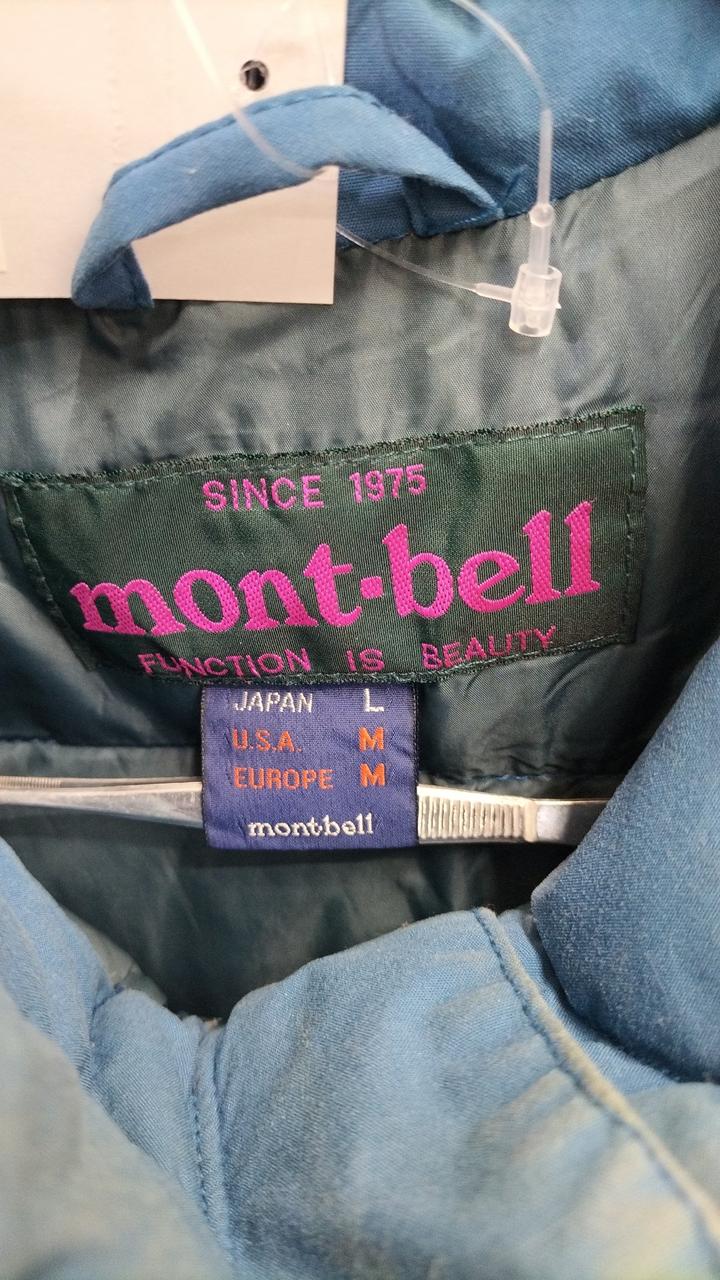 SINCE 1975
mont-bell
FUNCTION IS BEAUTY
JAPAN L
U.S.A. M
EUROPE M
montbell